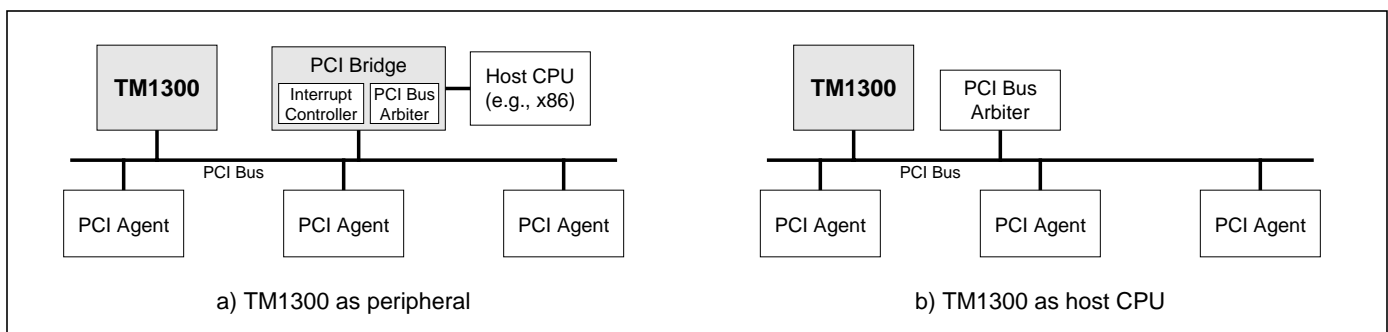 TM1300
PCI Bridge
Interrupt
Controller
PCI Bus
Arbiter
Host CPU
(e.g., x86)
PCI Bus
PCI Agent
PCI Agent
PCI Agent
a) TM1300 as peripheral
TM1300
PCI Bus
Arbiter
PCI Bus
PCI Agent
PCI Agent
PCI Agent
b) TM1300 as host CPU